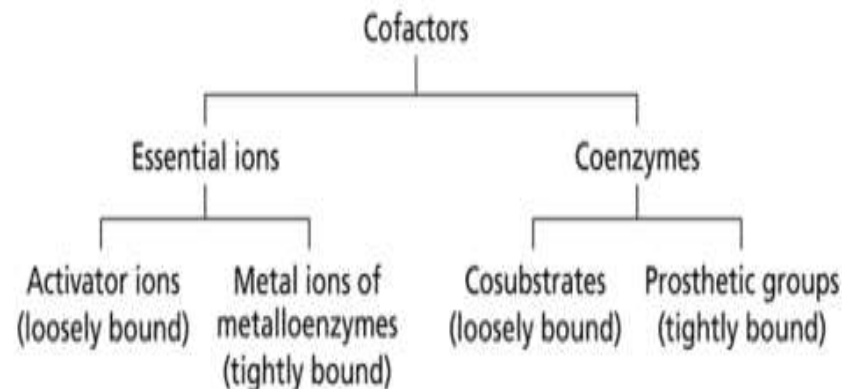 Cofactors
Essential ions
Coenzymes
Activator ions
(loosely bound)
Metal ions of
metalloenzymes
(tightly bound)
Cosubstrates
(loosely bound)
Prosthetic groups
(tightly bound)